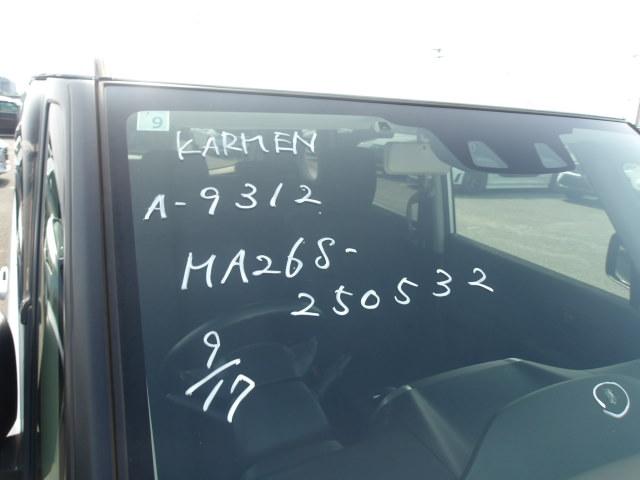 9
KARMEN
A-9312
MA26S-
250532
9/17